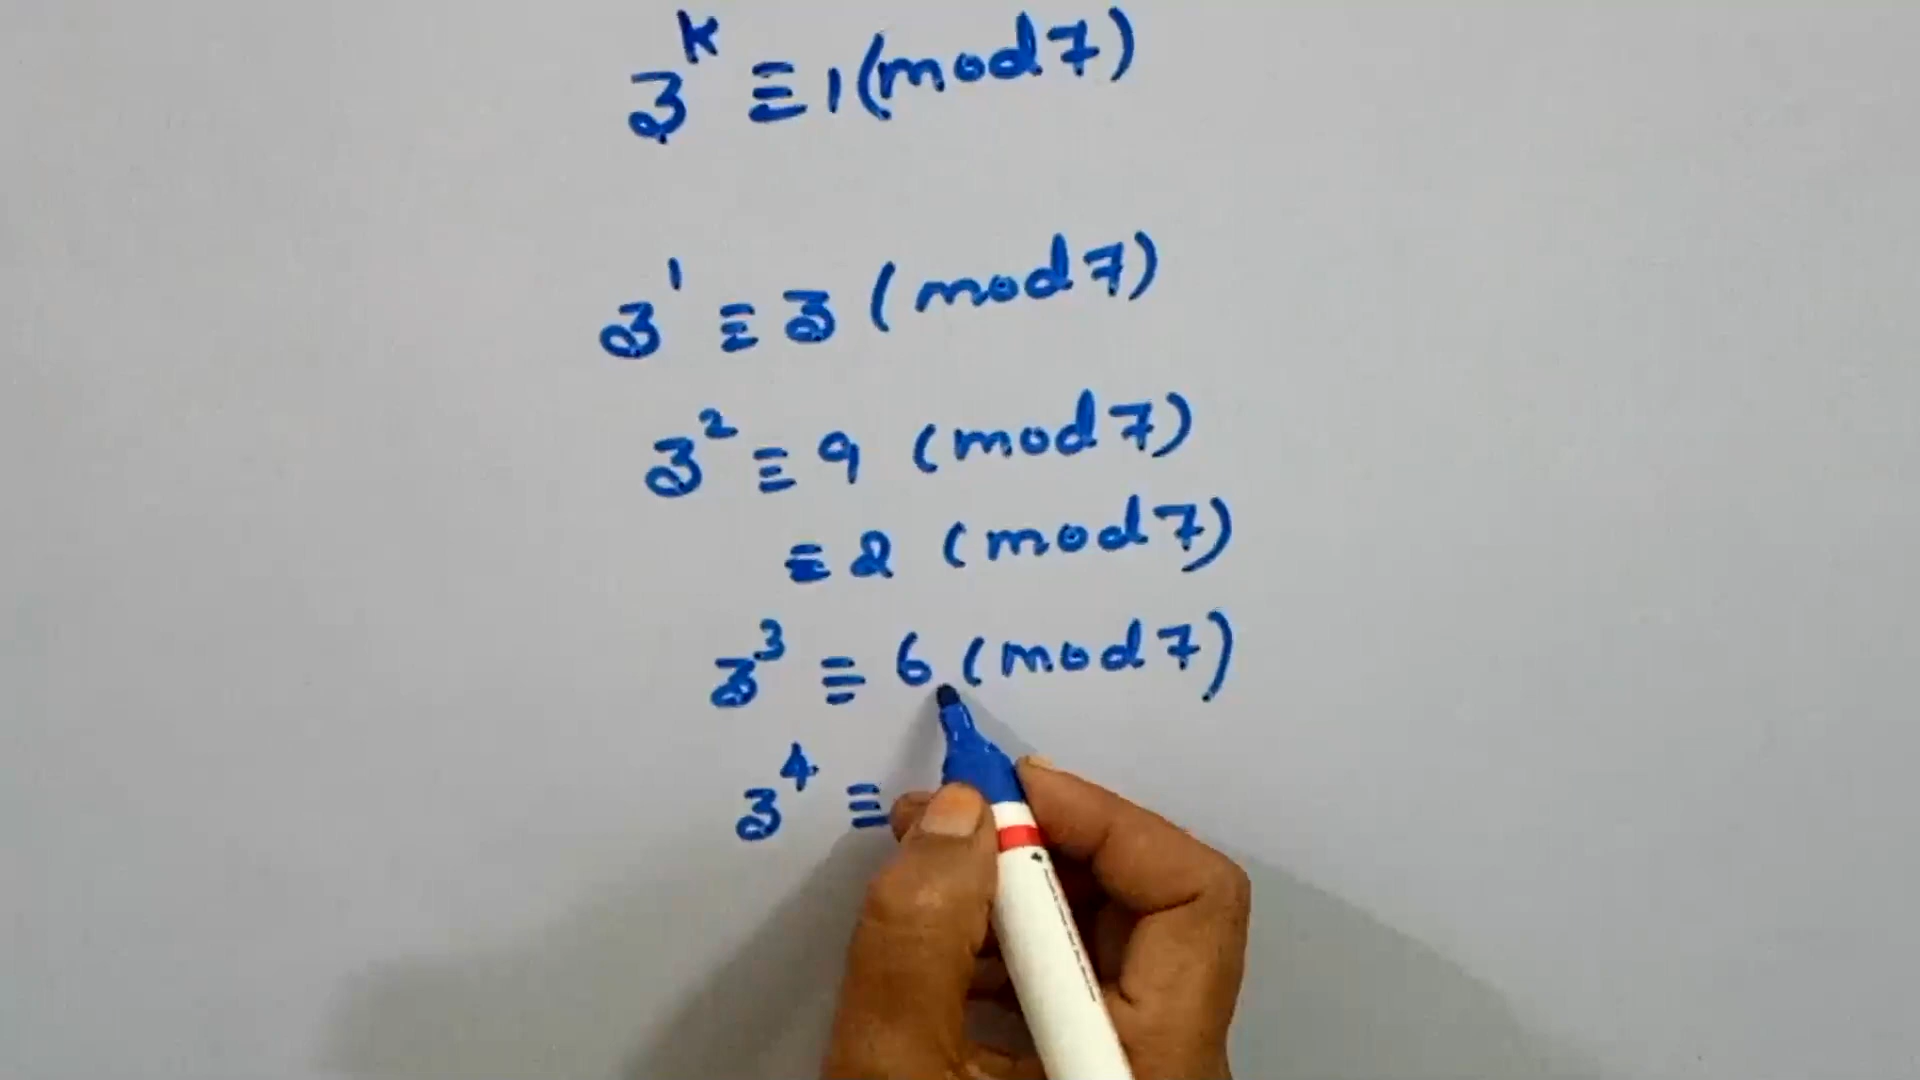 3^k ≡ 1 (mod 7)
3^1 ≡ 3 (mod 7)
3^2 ≡ 9 (mod 7)
≡ 2 (mod 7)
3^3 ≡ 6 (mod 7)
3^4 ≡